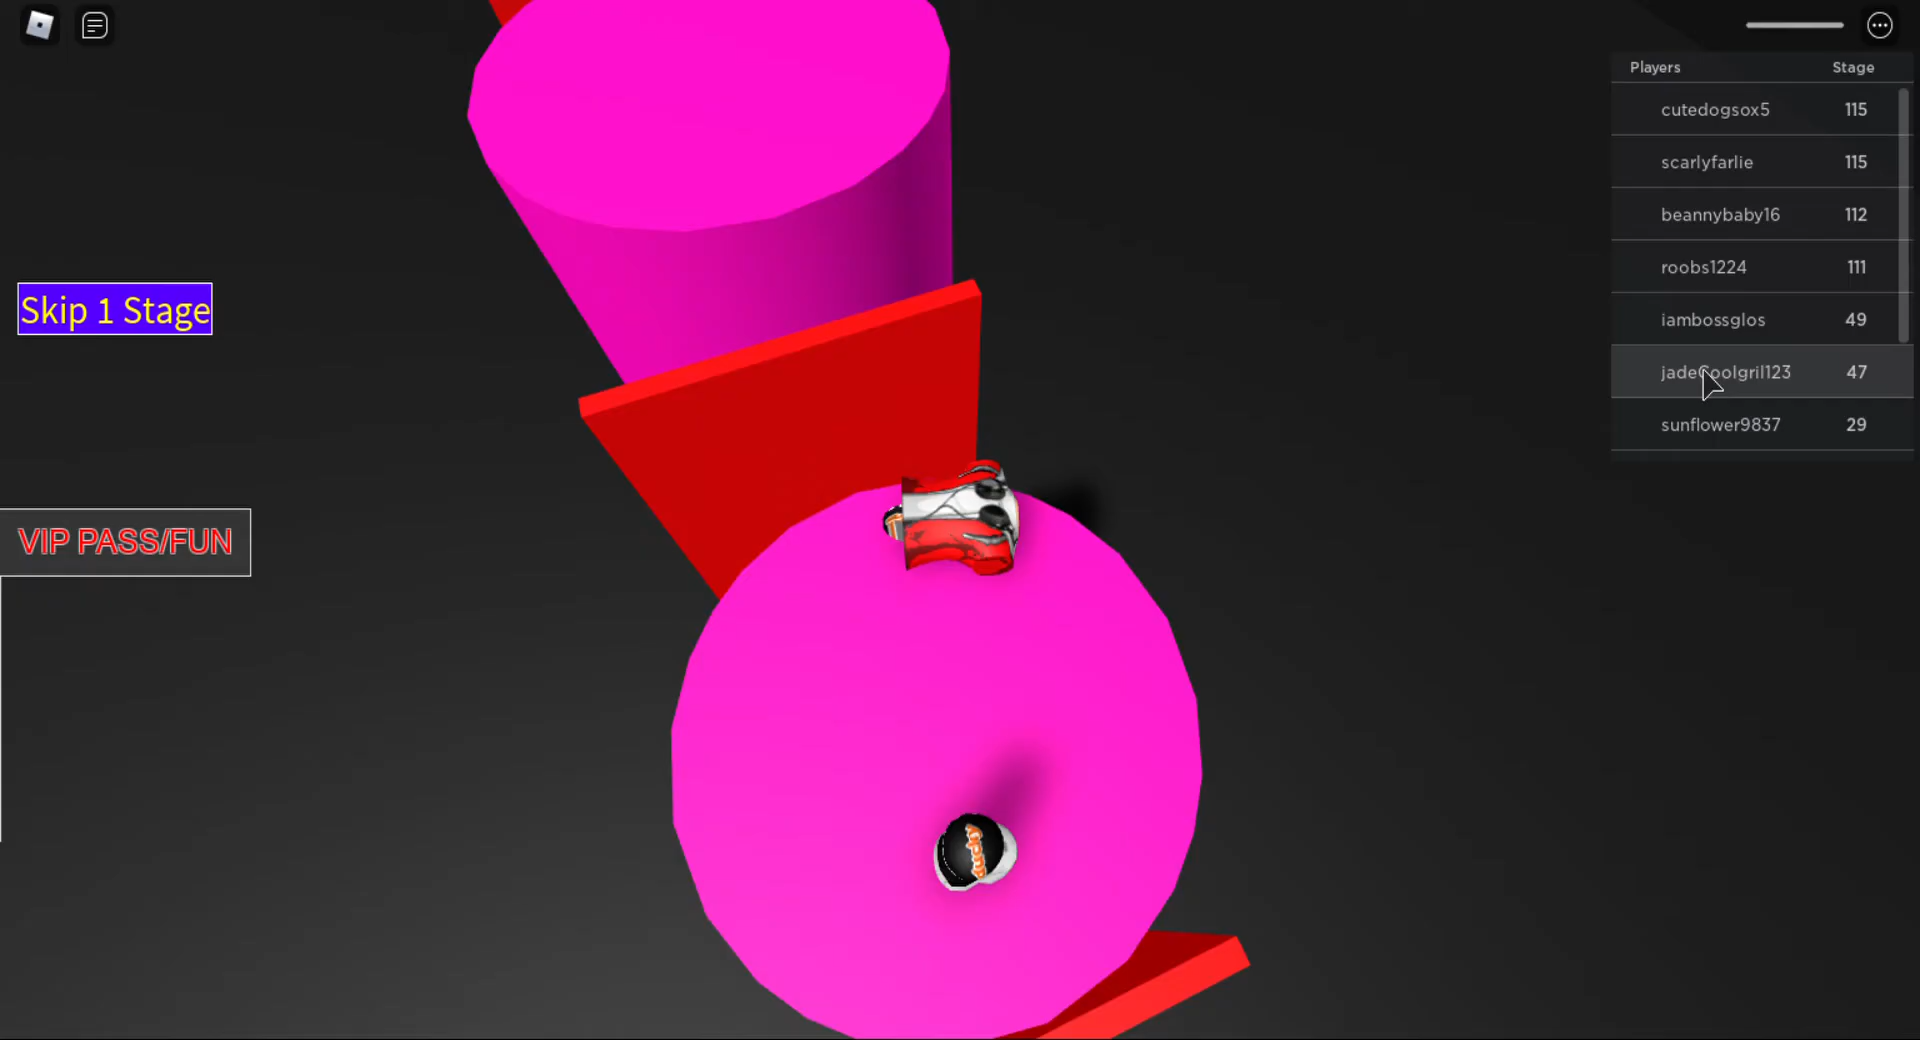 Players Stage
cutedogsox5 115
scarlyfarlie 115
beannybaby16 112
roobs1224 111
Skip 1 Stage
iambossglos 49
jadeCoolgril123 47
sunflower9837 29
VIP PASS/FUN